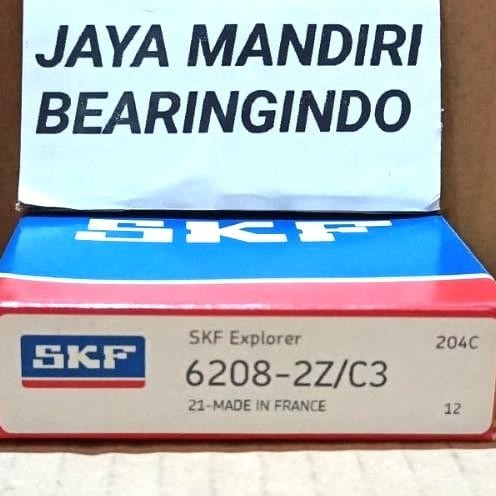 JAYA MANDIRI
BEARINGINDO
SKF
SKF
SKF Explorer
204C
6208-2Z/C3
21-MADE IN FRANCE
12